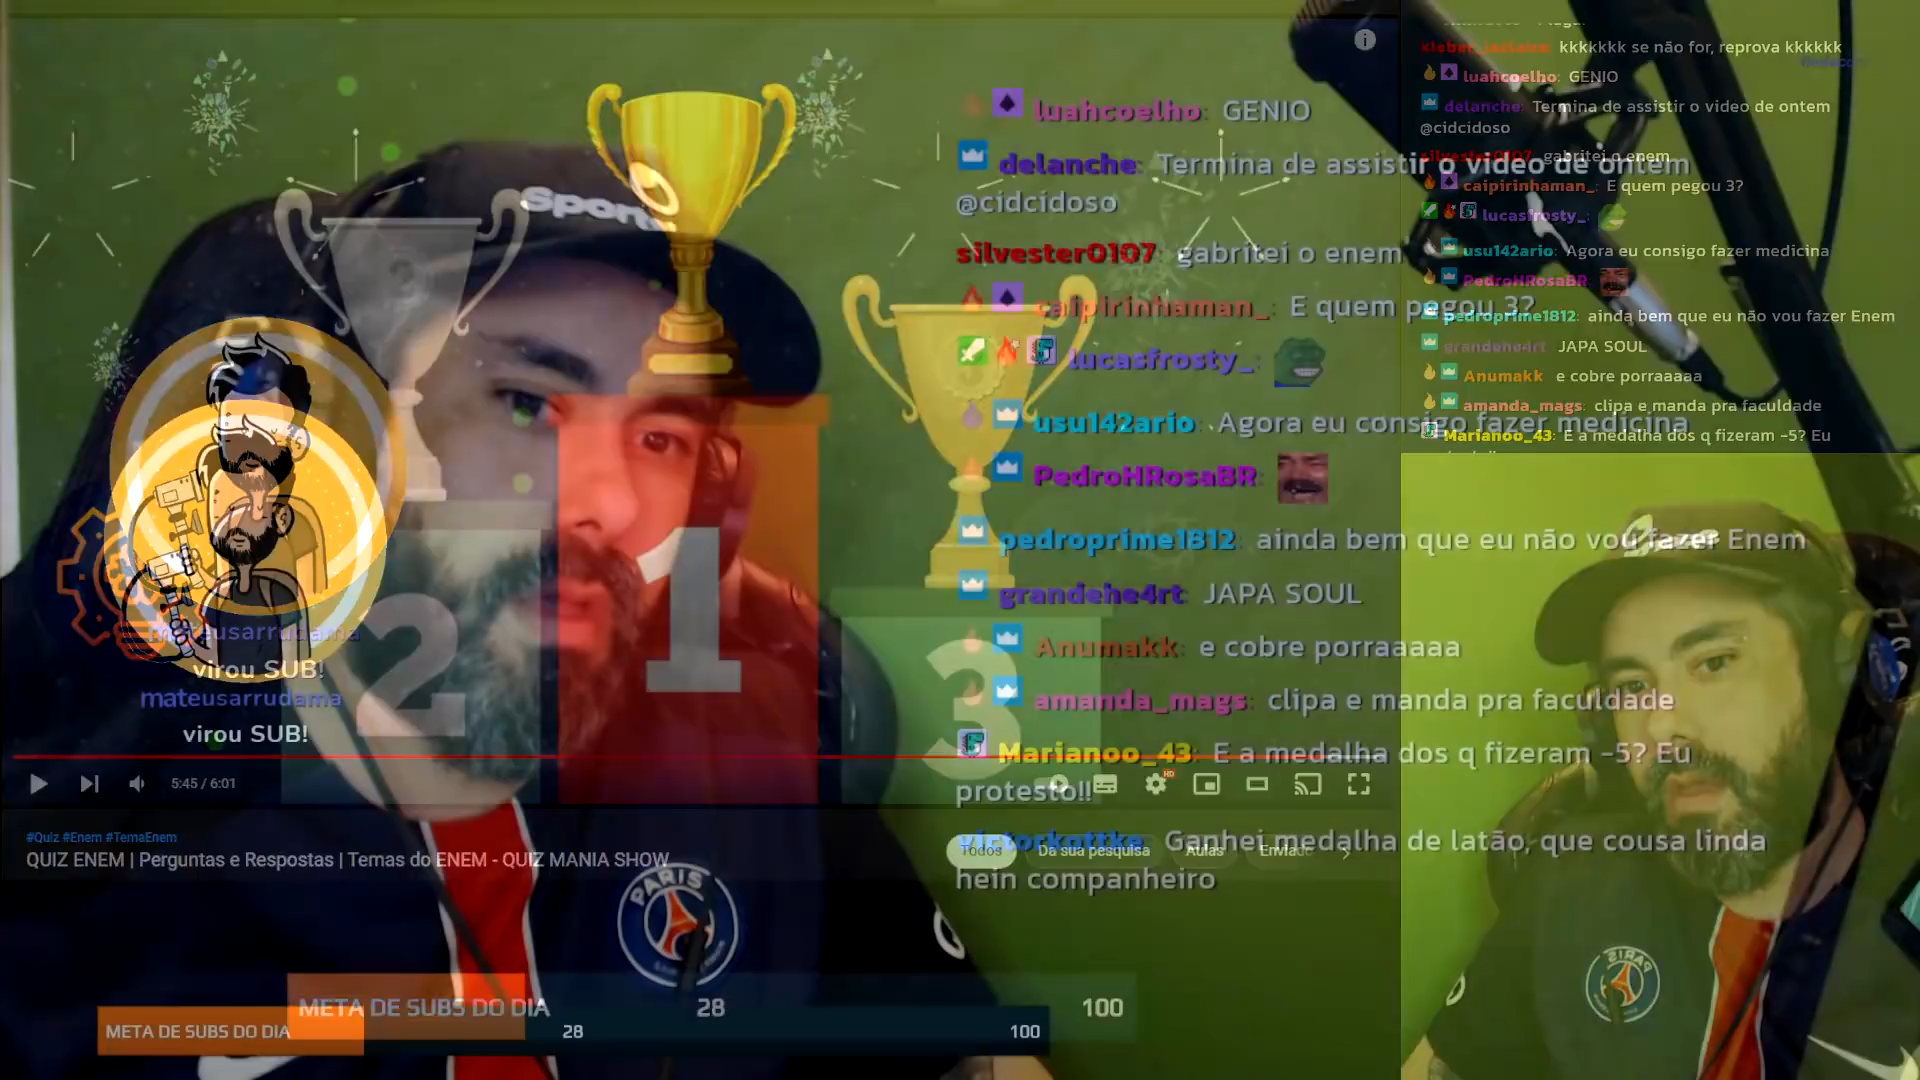 luahcoelho: GENIO
delanche: Termina de assistir o video de ontem
@cidcidoso
silvester0107: gabritei o enem
caipirinhaman_: E quem pegou 3?
lucasfrosty_:
usu142ario: Agora eu consigo fazer medicina
PedroHRosaBR:
pedroprime1812: ainda bem que eu não vou fazer Enem
grandehe4rt: JAPA SOUL
Anumakk: e cobre porraaaaa
amanda_mags: clipa e manda pra faculdade
Marianoo_43: E a medalha dos q fizeram -5? Eu
protesto!!
victorkottke: Ganhei medalha de latão, que cousa linda
hein companheiro
kkkkkkk se não for, reprova kkkkkk
luahcoelho: GENIO
delanche: Termina de assistir o video de ontem
@cidcidoso
silvester0107: gabritei o enem
caipirinhaman_: E quem pegou 3?
lucasfrosty_:
usu142ario: Agora eu consigo fazer medicina
PedroHRosaBR:
pedroprime1812: ainda bem que eu não vou fazer Enem
grandehe4rt: JAPA SOUL
Anumakk e cobre porraaaaa
amanda_mags: clipa e manda pra faculdade
Marianoo_43: E a medalha dos q fizeram -5? Eu
2
1
3
mateusarrudama
virou SUB!
mateusarrudama
virou SUB!
5:45 / 6:01
HD
#Quiz #Enem #TemaEnem
QUIZ ENEM | Perguntas e Respostas | Temas do ENEM - QUIZ MANIA SHOW
Todos Da sua pesquisa Aulas
PARIS
META DE SUBS DO DIA 28 100
META DE SUBS DO DIA 28 100
PARIS